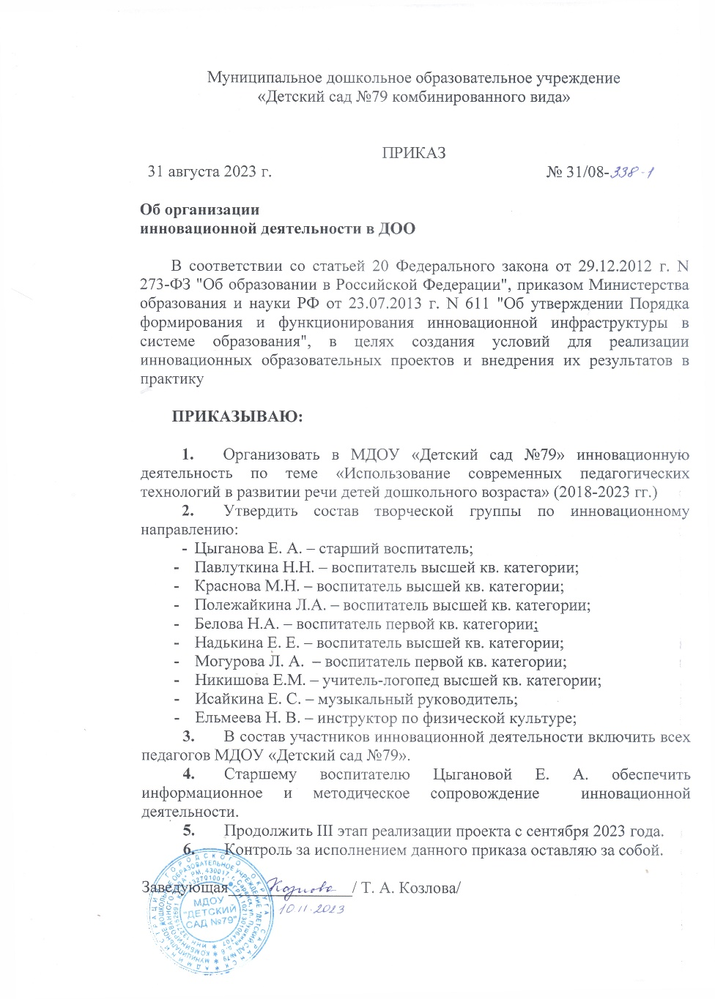 Муниципальное дошкольное образовательное учреждение
«Детский сад №79 комбинированного вида»
ПРИКАЗ
31 августа 2023 г. № 31/08-338-1
Об организации
инновационной деятельности в ДОО
В соответствии со статьей 20 Федерального закона от 29.12.2012 г. N
273-ФЗ "Об образовании в Российской Федерации", приказом Министерства
образования и науки РФ от 23.07.2013 г. N 611 "Об утверждении Порядка
формирования и функционирования инновационной инфраструктуры в
системе образования", в целях создания условий для реализации
инновационных образовательных проектов и внедрения их результатов в
практику
ПРИКАЗЫВАЮ:
1. Организовать в МДОУ «Детский сад №79» инновационную
деятельность по теме «Использование современных педагогических
технологий в развитии речи детей дошкольного возраста» (2018-2023 гг.)
2. Утвердить состав творческой группы по инновационному
направлению:
- Цыганова Е. А. – старший воспитатель;
- Павлуткина Н.Н. – воспитатель высшей кв. категории;
- Краснова М.Н. – воспитатель высшей кв. категории;
- Полежайкина Л.А. – воспитатель высшей кв. категории;
- Белова Н.А. – воспитатель первой кв. категории;
- Надькина Е. Е. – воспитатель высшей кв. категории;
- Могурова Л. А. – воспитатель первой кв. категории;
- Никишова Е.М. – учитель-логопед высшей кв. категории;
- Исайкина Е. С. – музыкальный руководитель;
- Ельмеева Н. В. – инструктор по физической культуре;
3. В состав участников инновационной деятельности включить всех
педагогов МДОУ «Детский сад №79».
4. Старшему воспитателю Цыгановой Е. А. обеспечить
информационное и методическое сопровождение инновационной
деятельности.
5. Продолжить III этап реализации проекта с сентября 2023 года.
6. Контроль за исполнением данного приказа оставляю за собой.
Заведующая / Т. А. Козлова/
10.11.2023
МДОУ
"ДЕТСКИЙ
САД №79"